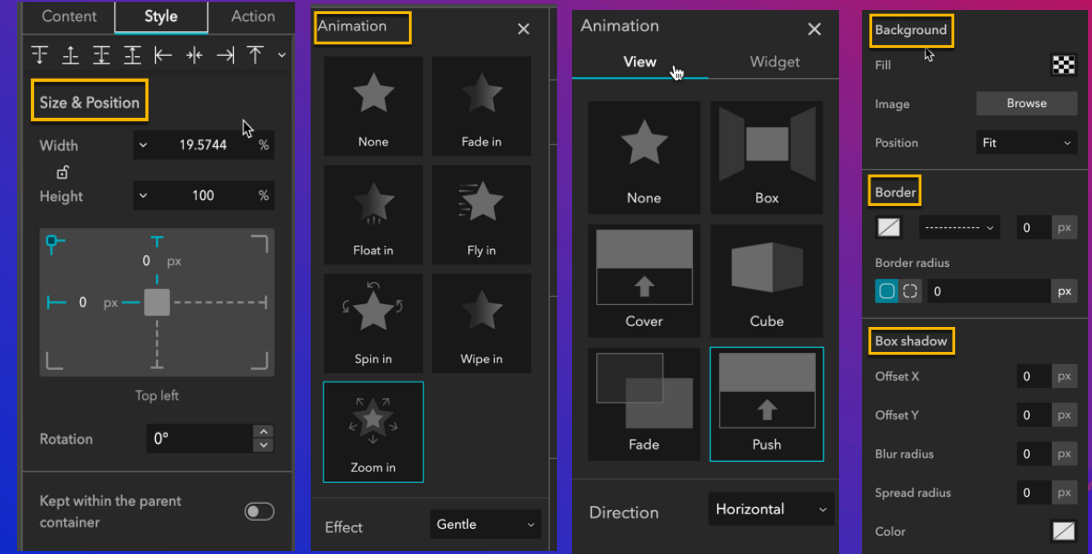 Content Style Action
Size & Position
Width 19.5744 %
Height 100 %
0 px
0 px
Top left
Rotation 0°
Kept within the parent
container
Animation
None Fade in
Float in Fly in
Spin in Wipe in
Zoom in
Effect Gentle
Animation
View Widget
None Box
Cover Cube
Fade Push
Direction Horizontal
Background
Fill
Image Browse
Position Fit
Border
0 px
Border radius
0 px
Box shadow
Offset X 0 px
Offset Y 0 px
Blur radius 0 px
Spread radius 0 px
Color